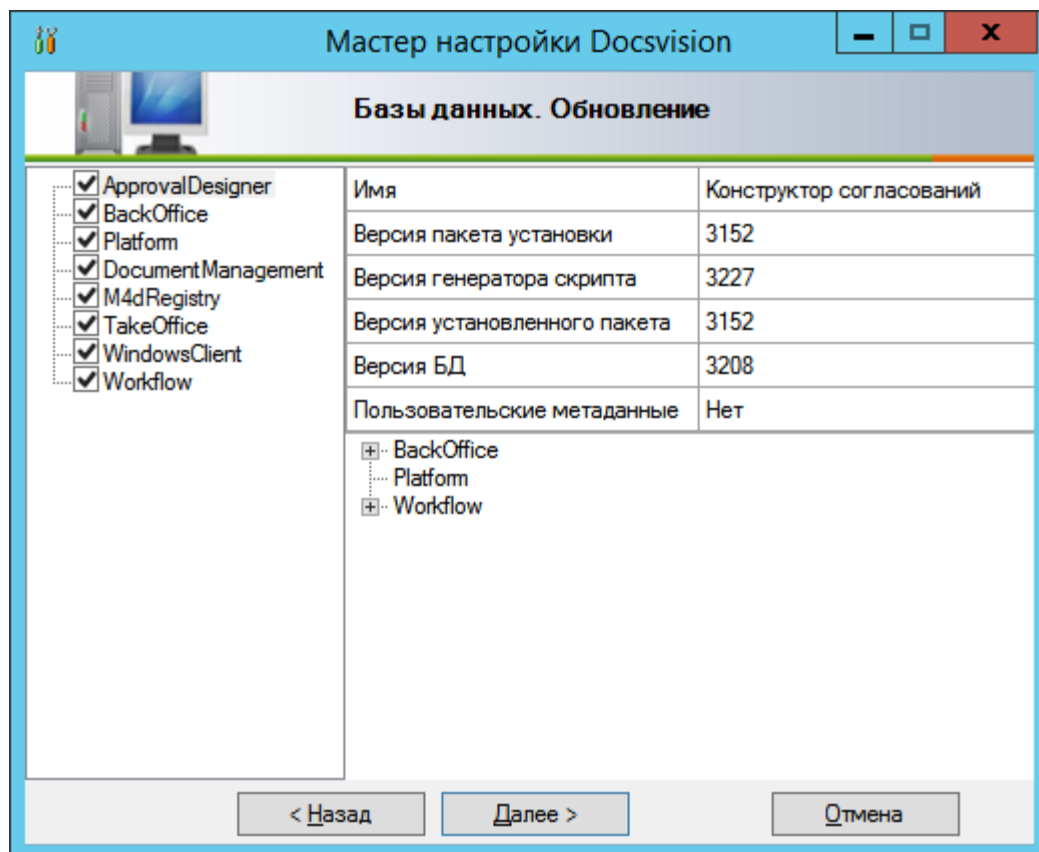 Мастер настройки Docsvision
Базы данных. Обновление
ApprovalDesigner
BackOffice
Platform
DocumentManagement
M4dRegistry
TakeOffice
WindowsClient
Workflow
Имя Конструктор согласований
Версия пакета установки 3152
Версия генератора скрипта 3227
Версия установленного пакета 3152
Версия БД 3208
Пользовательские метаданные Нет
BackOffice
Platform
Workflow
< Назад Далее > Отмена